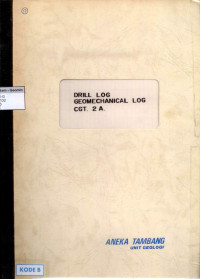 DRILL LOG
GEOMECHANICAL LOG
CGT. 2 A.
ANEKA TAMBANG
UNIT GEOLOGI
KODE B